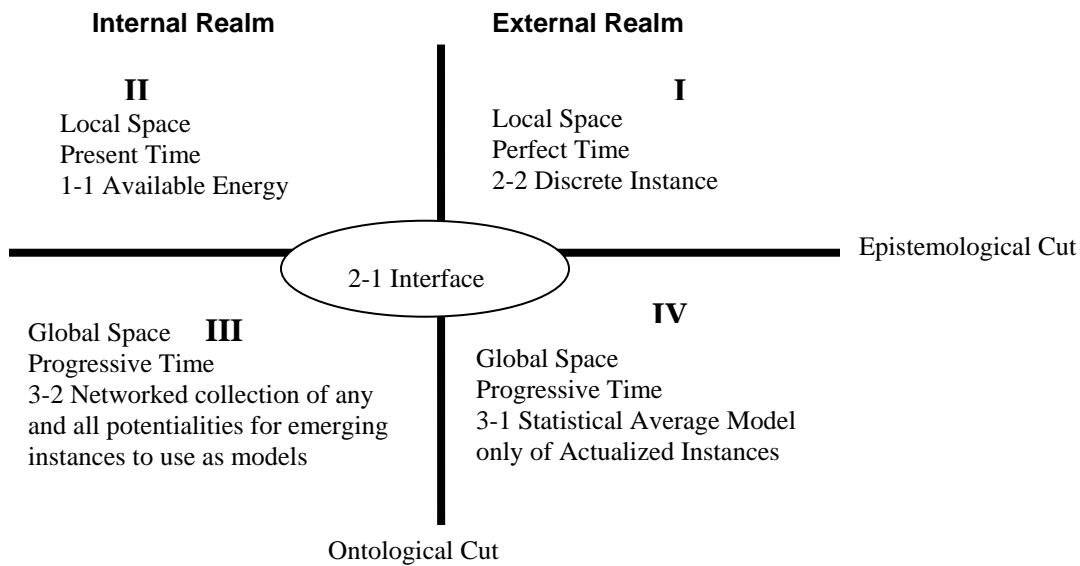 Internal Realm
External Realm
II
Local Space
Present Time
1-1 Available Energy
I
Local Space
Perfect Time
2-2 Discrete Instance
Epistemological Cut
2-1 Interface
Global Space III
Progressive Time
3-2 Networked collection of any
and all potentialities for emerging
instances to use as models
IV
Global Space
Progressive Time
3-1 Statistical Average Model
only of Actualized Instances
Ontological Cut